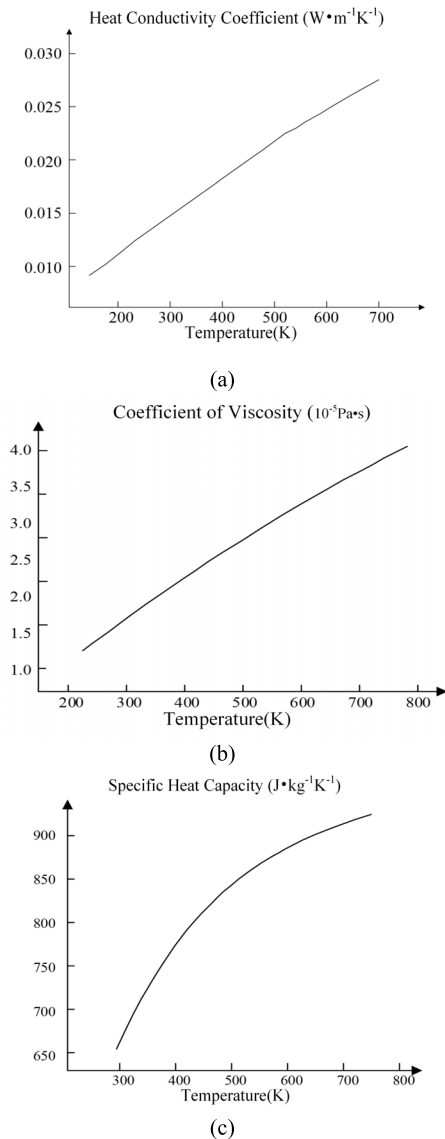 Heat Conductivity Coefficient (W•m⁻¹K⁻¹)
0.030
0.025
0.020
0.015
0.010
200 300 400 500 600 700
Temperature(K)
(a)
Coefficient of Viscosity (10⁻⁵Pa•s)
4.0
3.5
3.0
2.5
2.0
1.5
1.0
200 300 400 500 600 700 800
Temperature(K)
(b)
Specific Heat Capacity (J•kg⁻¹K⁻¹)
900
850
800
750
700
650
300 400 500 600 700 800
Temperature(K)
(c)